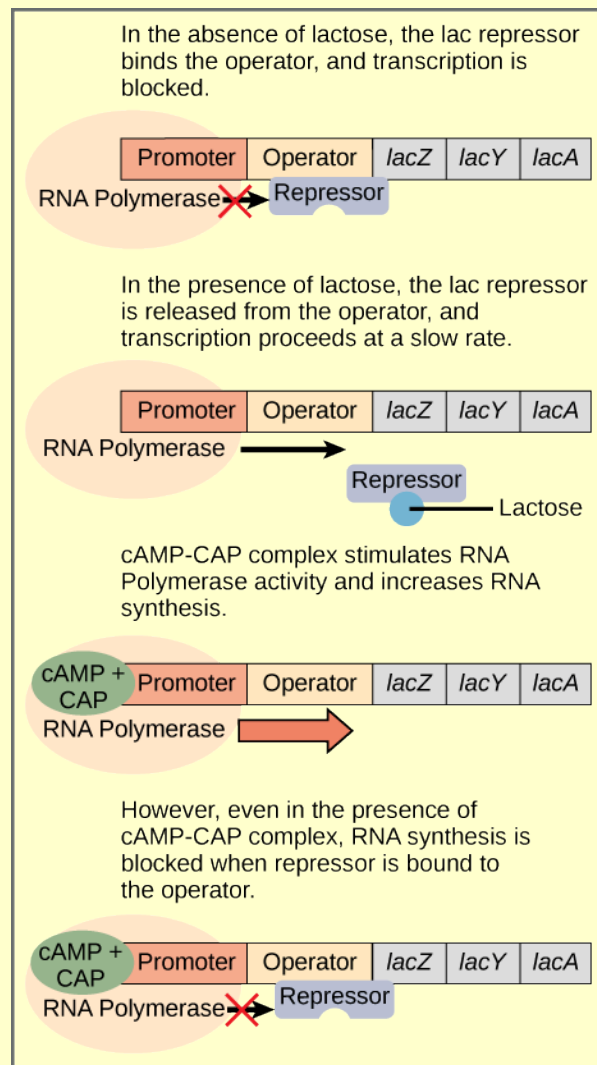 In the absence of lactose, the lac repressor
binds the operator, and transcription is
blocked.
Promoter Operator lacZ lacY lacA
RNA Polymerase Repressor
In the presence of lactose, the lac repressor
is released from the operator, and
transcription proceeds at a slow rate.
Promoter Operator lacZ lacY lacA
RNA Polymerase
Repressor
Lactose
cAMP-CAP complex stimulates RNA
Polymerase activity and increases RNA
synthesis.
cAMP +
CAP
Promoter Operator lacZ lacY lacA
RNA Polymerase
However, even in the presence of
cAMP-CAP complex, RNA synthesis is
blocked when repressor is bound to
the operator.
cAMP +
CAP
Promoter Operator lacZ lacY lacA
RNA Polymerase Repressor